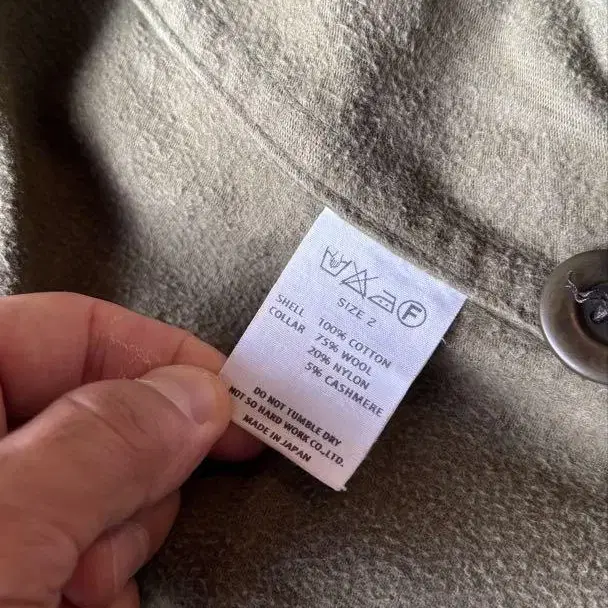 F
SIZE 2
SHELL 100% COTTON
COLLAR 75% WOOL
20% NYLON
5% CASHMERE
DO NOT TUMBLE DRY
NOT SO HARD WORK CO.,LTD.
MADE IN JAPAN